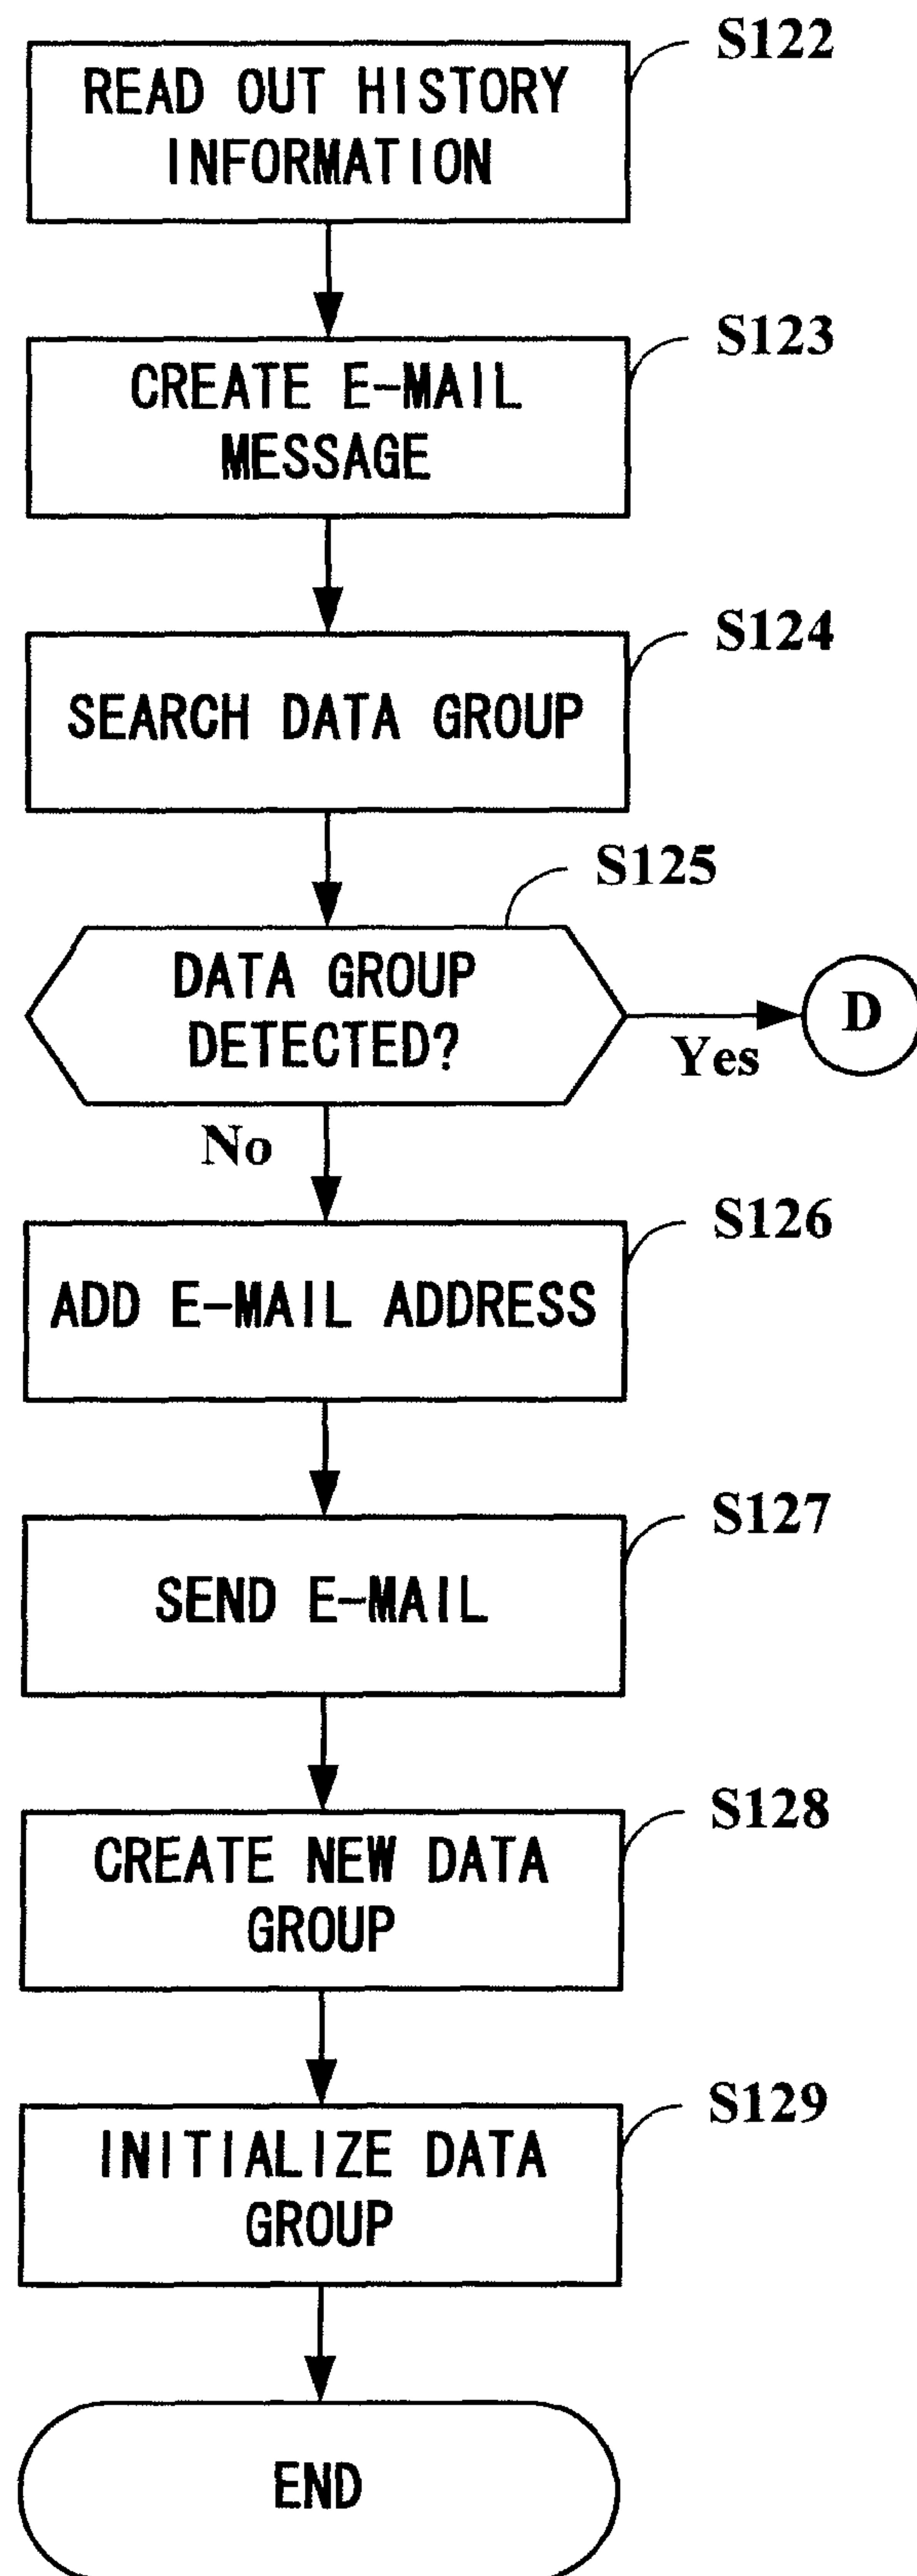 S122
READ OUT HISTORY
INFORMATION
S123
CREATE E-MAIL
MESSAGE
S124
SEARCH DATA GROUP
S125
DATA GROUP
DETECTED?
D
Yes
No
S126
ADD E-MAIL ADDRESS
S127
SEND E-MAIL
S128
CREATE NEW DATA
GROUP
S129
INITIALIZE DATA
GROUP
END